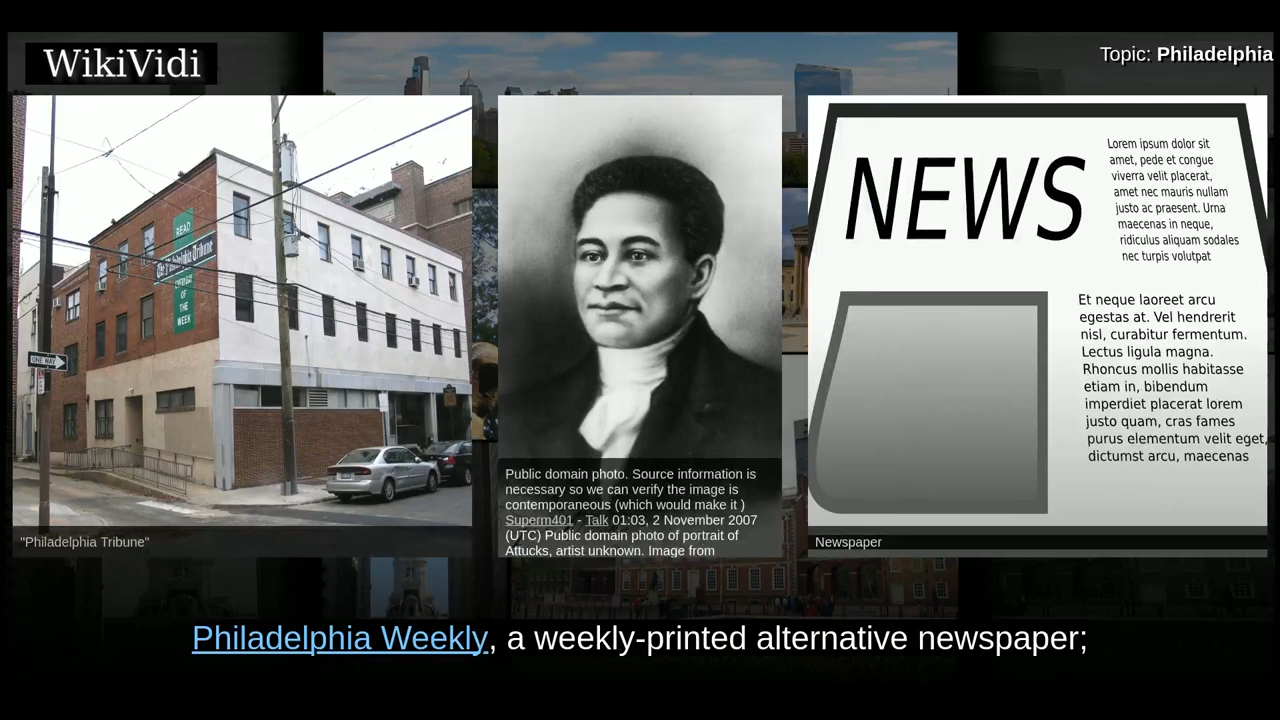 WikiVidi
Topic: Philadelphia
READ
The Philadelphia Tribune
EVERYDAY
OF
THE
WEEK
ONE WAY
"Philadelphia Tribune"
Public domain photo. Source information is
necessary so we can verify the image is
contemporaneous (which would make it )
Superm401 - Talk 01:03, 2 November 2007
(UTC) Public domain photo of portrait of
Attucks, artist unknown. Image from
NEWS
Lorem ipsum dolor sit
amet, pede et congue
viverra velit placerat,
amet nec mauris nullam
justo ac praesent. Urna
maecenas in neque,
ridiculus aliquam sodales
nec turpis volutpat
Et neque laoreet arcu
egestas at. Vel hendrerit
nisl, curabitur fermentum.
Lectus ligula magna.
Rhoncus mollis habitasse
etiam in, bibendum
imperdiet placerat lorem
justo quam, cras fames
purus elementum velit eget,
dictumst arcu, maecenas
Newspaper
Philadelphia Weekly, a weekly-printed alternative newspaper;